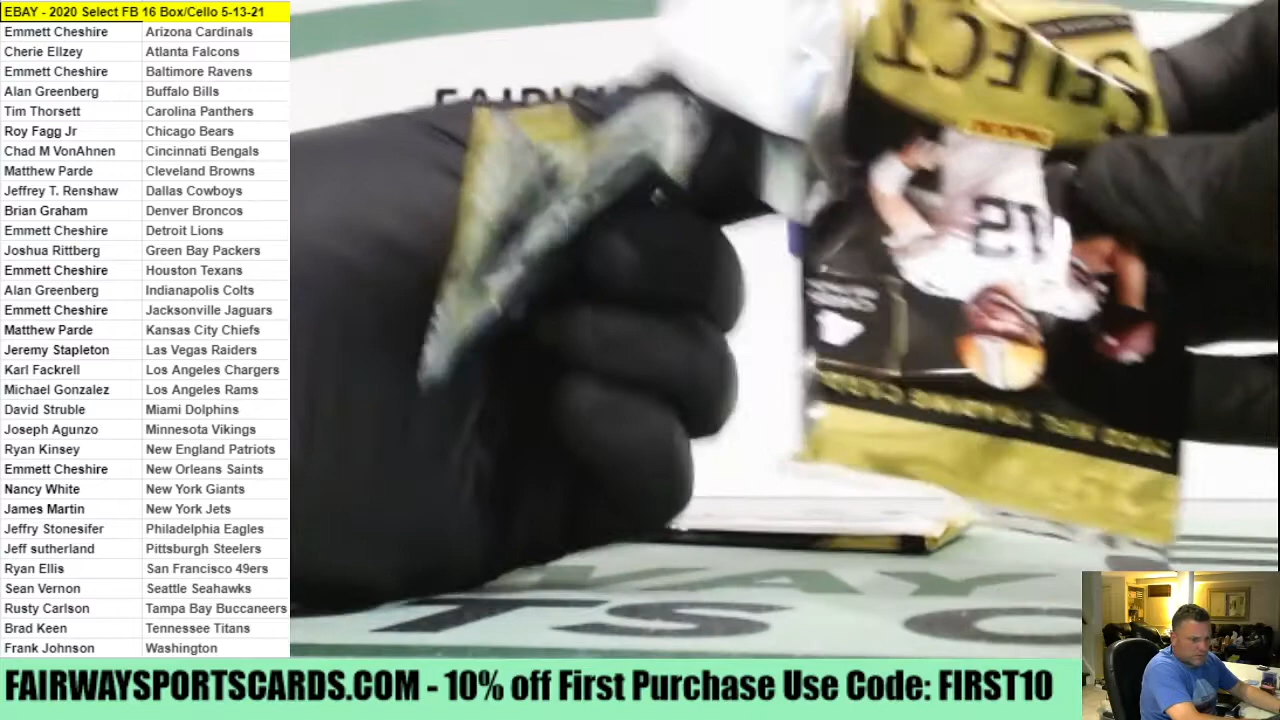 EBAY - 2020 Select FB 16 Box/Cello 5-13-21
Emmett Cheshire Arizona Cardinals
Cherie Ellzey Atlanta Falcons
Emmett Cheshire Baltimore Ravens
Alan Greenberg Buffalo Bills
Tim Thorsett Carolina Panthers
Roy Fagg Jr Chicago Bears
Chad M VonAhnen Cincinnati Bengals
Matthew Parde Cleveland Browns
Jeffrey T. Renshaw Dallas Cowboys
Brian Graham Denver Broncos
Emmett Cheshire Detroit Lions
Joshua Rittberg Green Bay Packers
Emmett Cheshire Houston Texans
Alan Greenberg Indianapolis Colts
Emmett Cheshire Jacksonville Jaguars
Matthew Parde Kansas City Chiefs
Jeremy Stapleton Las Vegas Raiders
Karl Fackrell Los Angeles Chargers
Michael Gonzalez Los Angeles Rams
David Struble Miami Dolphins
Joseph Agunzo Minnesota Vikings
Ryan Kinsey New England Patriots
Emmett Cheshire New Orleans Saints
Nancy White New York Giants
James Martin New York Jets
Jeffry Stonesifer Philadelphia Eagles
Jeff sutherland Pittsburgh Steelers
Ryan Ellis San Francisco 49ers
Sean Vernon Seattle Seahawks
Rusty Carlson Tampa Bay Buccaneers
Brad Keen Tennessee Titans
Frank Johnson Washington
SELECT
2020 NFL TRADING CARDS
FAIRWAYSPORTSCARDS.COM - 10% off First Purchase Use Code: FIRST10